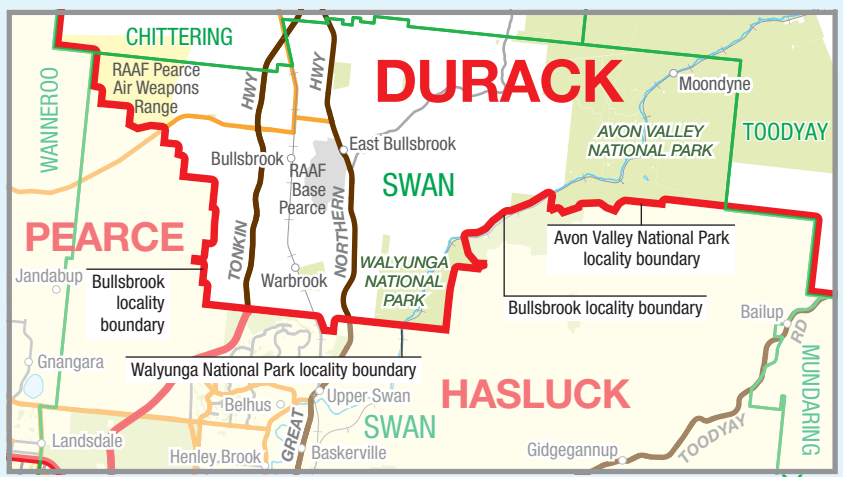 CHITTERING
WANNEROO
RAAF Pearce
Air Weapons
Range
HWY
HWY
DURACK
Moondyne
AVON VALLEY
NATIONAL PARK
TOODYAY
East Bullsbrook
Bullsbrook
RAAF
Base
Pearce
SWAN
PEARCE
TONKIN
NORTHERN
WALYUNGA
NATIONAL
PARK
Avon Valley National Park
locality boundary
Jandabup
Bullsbrook
locality
boundary
Warbrook
Bullsbrook locality boundary
Bailup
RD
Gnangara
Walyunga National Park locality boundary
MUNDARING
HASLUCK
Belhus
Upper Swan
GREAT
SWAN
Landsdale
Henley Brook
Baskerville
Gidgegannup
TOODYAY